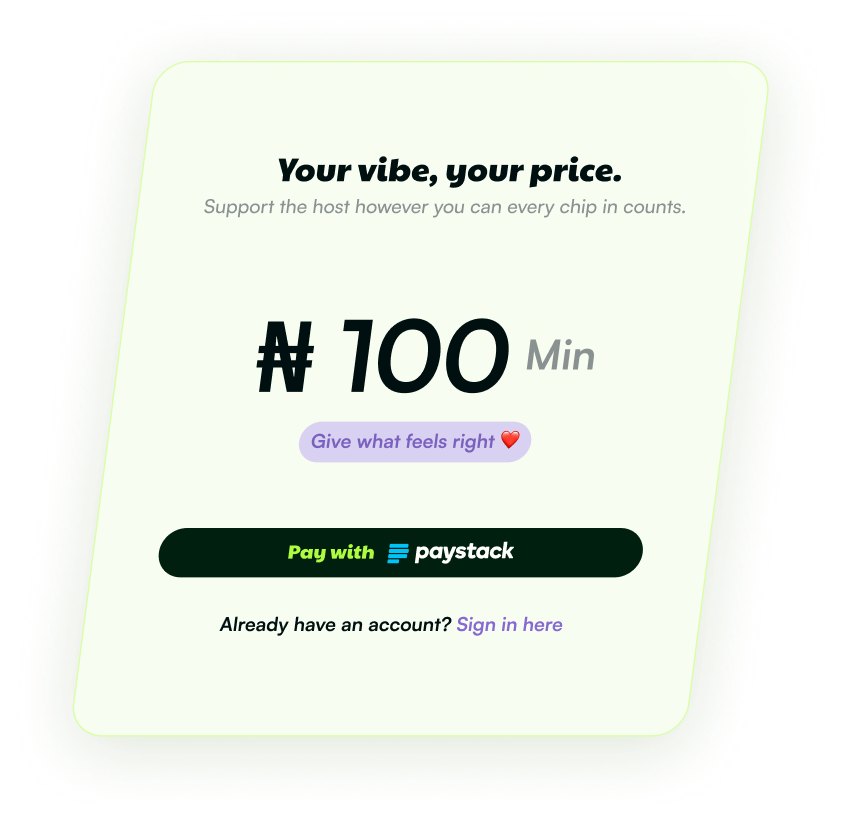 Your vibe, your price.
Support the host however you can every chip in counts.
₦ 100 Min
Give what feels right ❤️
Pay with paystack
Already have an account? Sign in here